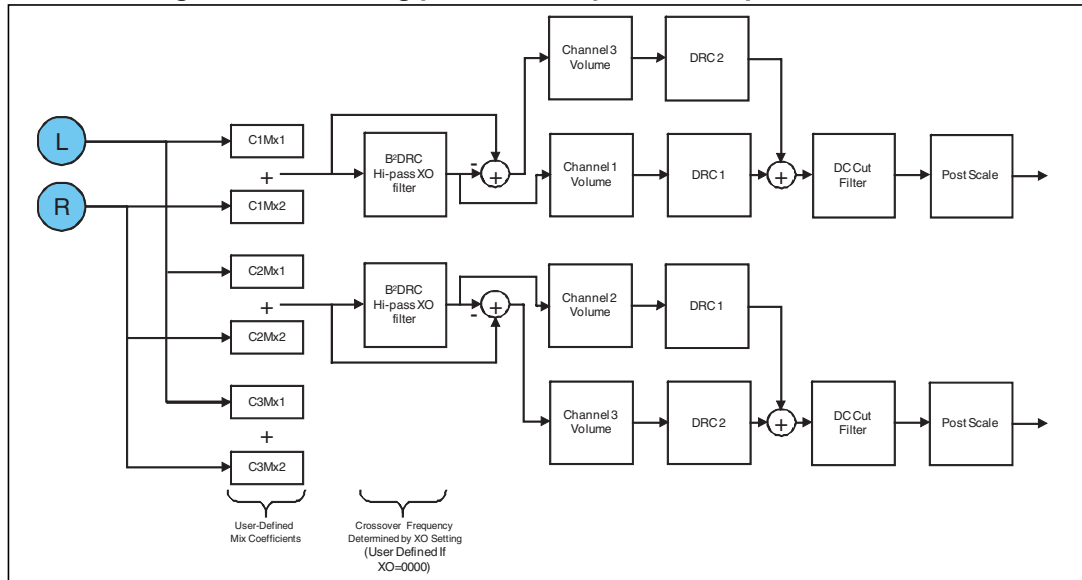 Channel 3
Volume
DRC 2
L
C1Mx1
+
C1Mx2
R
B²DRC
Hi-pass XO
filter
-
+
Channel 1
Volume
DRC 1
+
DC Cut
Filter
Post Scale
C2Mx1
+
C2Mx2
B²DRC
Hi-pass XO
filter
-
+
Channel 2
Volume
DRC 1
C3Mx1
+
C3Mx2
Channel 3
Volume
DRC 2
+
DC Cut
Filter
Post Scale
User-Defined
Mix Coefficients
Crossover Frequency
Determined by XO Setting
(User Defined If
XO=0000)